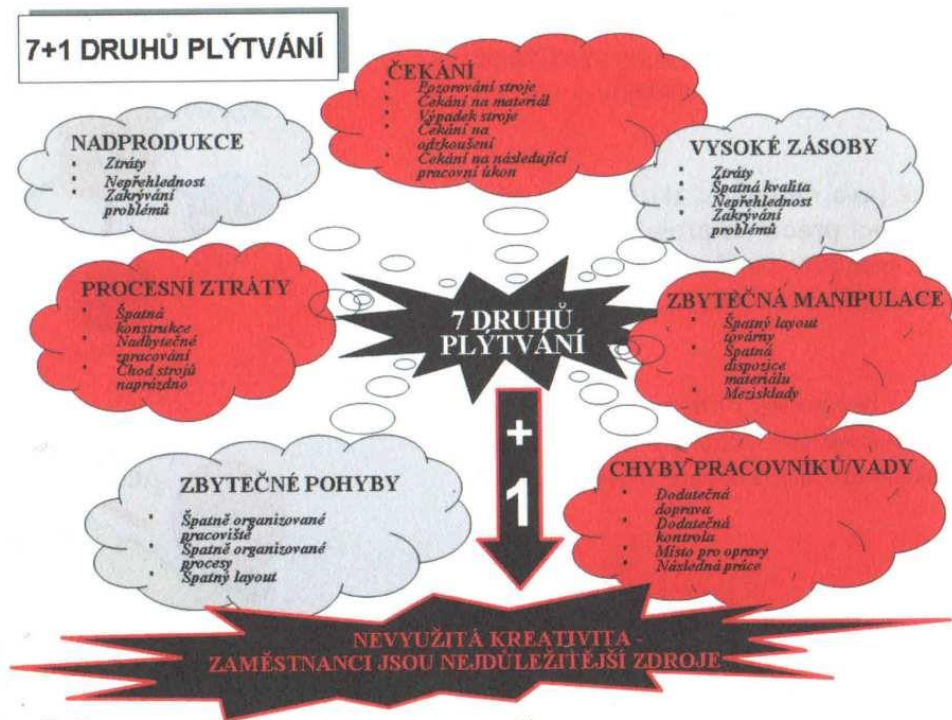 7+1 DRUHŮ PLÝTVÁNÍ
ČEKÁNÍ
Pozorování stroje
Čekání na materiál
Výpadek stroje
Čekání na
odzkoušení
Čekání na následující
pracovní úkon
NADPRODUKCE
Ztráty
Nepřehlednost
Zakrývání
problémů
VYSOKÉ ZÁSOBY
Ztráty
Špatná kvalita
Nepřehlednost
Zakrývání
problémů
PROCESNÍ ZTRÁTY
Špatná
konstrukce
Nadbytečné
zpracování
Chod strojů
naprázdno
7 DRUHŮ
PLÝTVÁNÍ
ZBYTEČNÁ MANIPULACE
Špatný layout
továrny
Špatná
dispozice
materiálu
Mezisklady
+
1
ZBYTEČNÉ POHYBY
Špatně organizované
pracoviště
Spatně organizované
procesy
Špatný layout
CHYBY PRACOVNÍKŮ/VADY
Dodatečná
doprava
Dodatečná
kontrola
Místo pro opravy
Následná práce
NEVYUŽITÁ KREATIVITA -
ZAMĚSTNANCI JSOU NEJDŮLEŽITĚJŠÍ ZDROJE